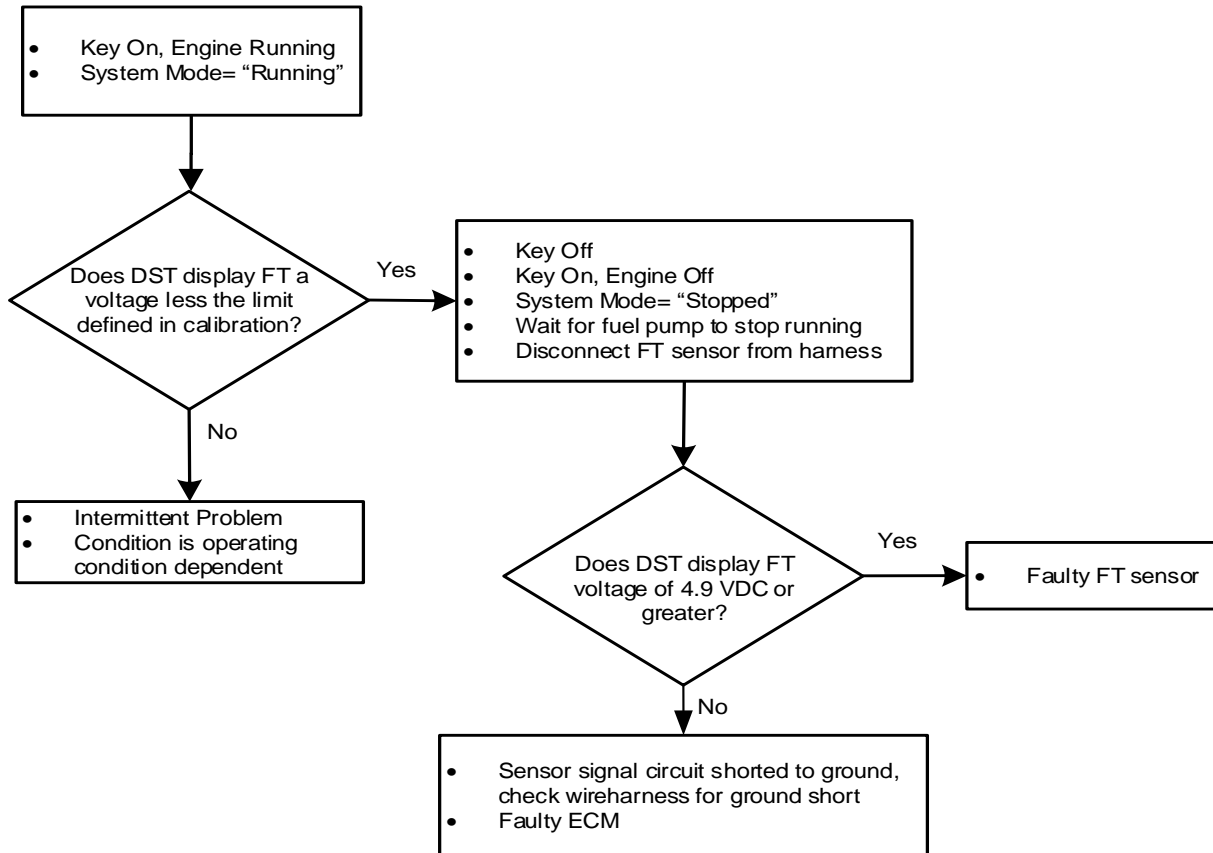 • Key On, Engine Running
• System Mode= “Running”
Does DST display FT a
voltage less the limit
defined in calibration?
Yes
• Key Off
• Key On, Engine Off
• System Mode= “Stopped”
• Wait for fuel pump to stop running
• Disconnect FT sensor from harness
No
• Intermittent Problem
• Condition is operating
condition dependent
Does DST display FT
voltage of 4.9 VDC or
greater?
Yes
• Faulty FT sensor
No
• Sensor signal circuit shorted to ground,
check wireharness for ground short
• Faulty ECM